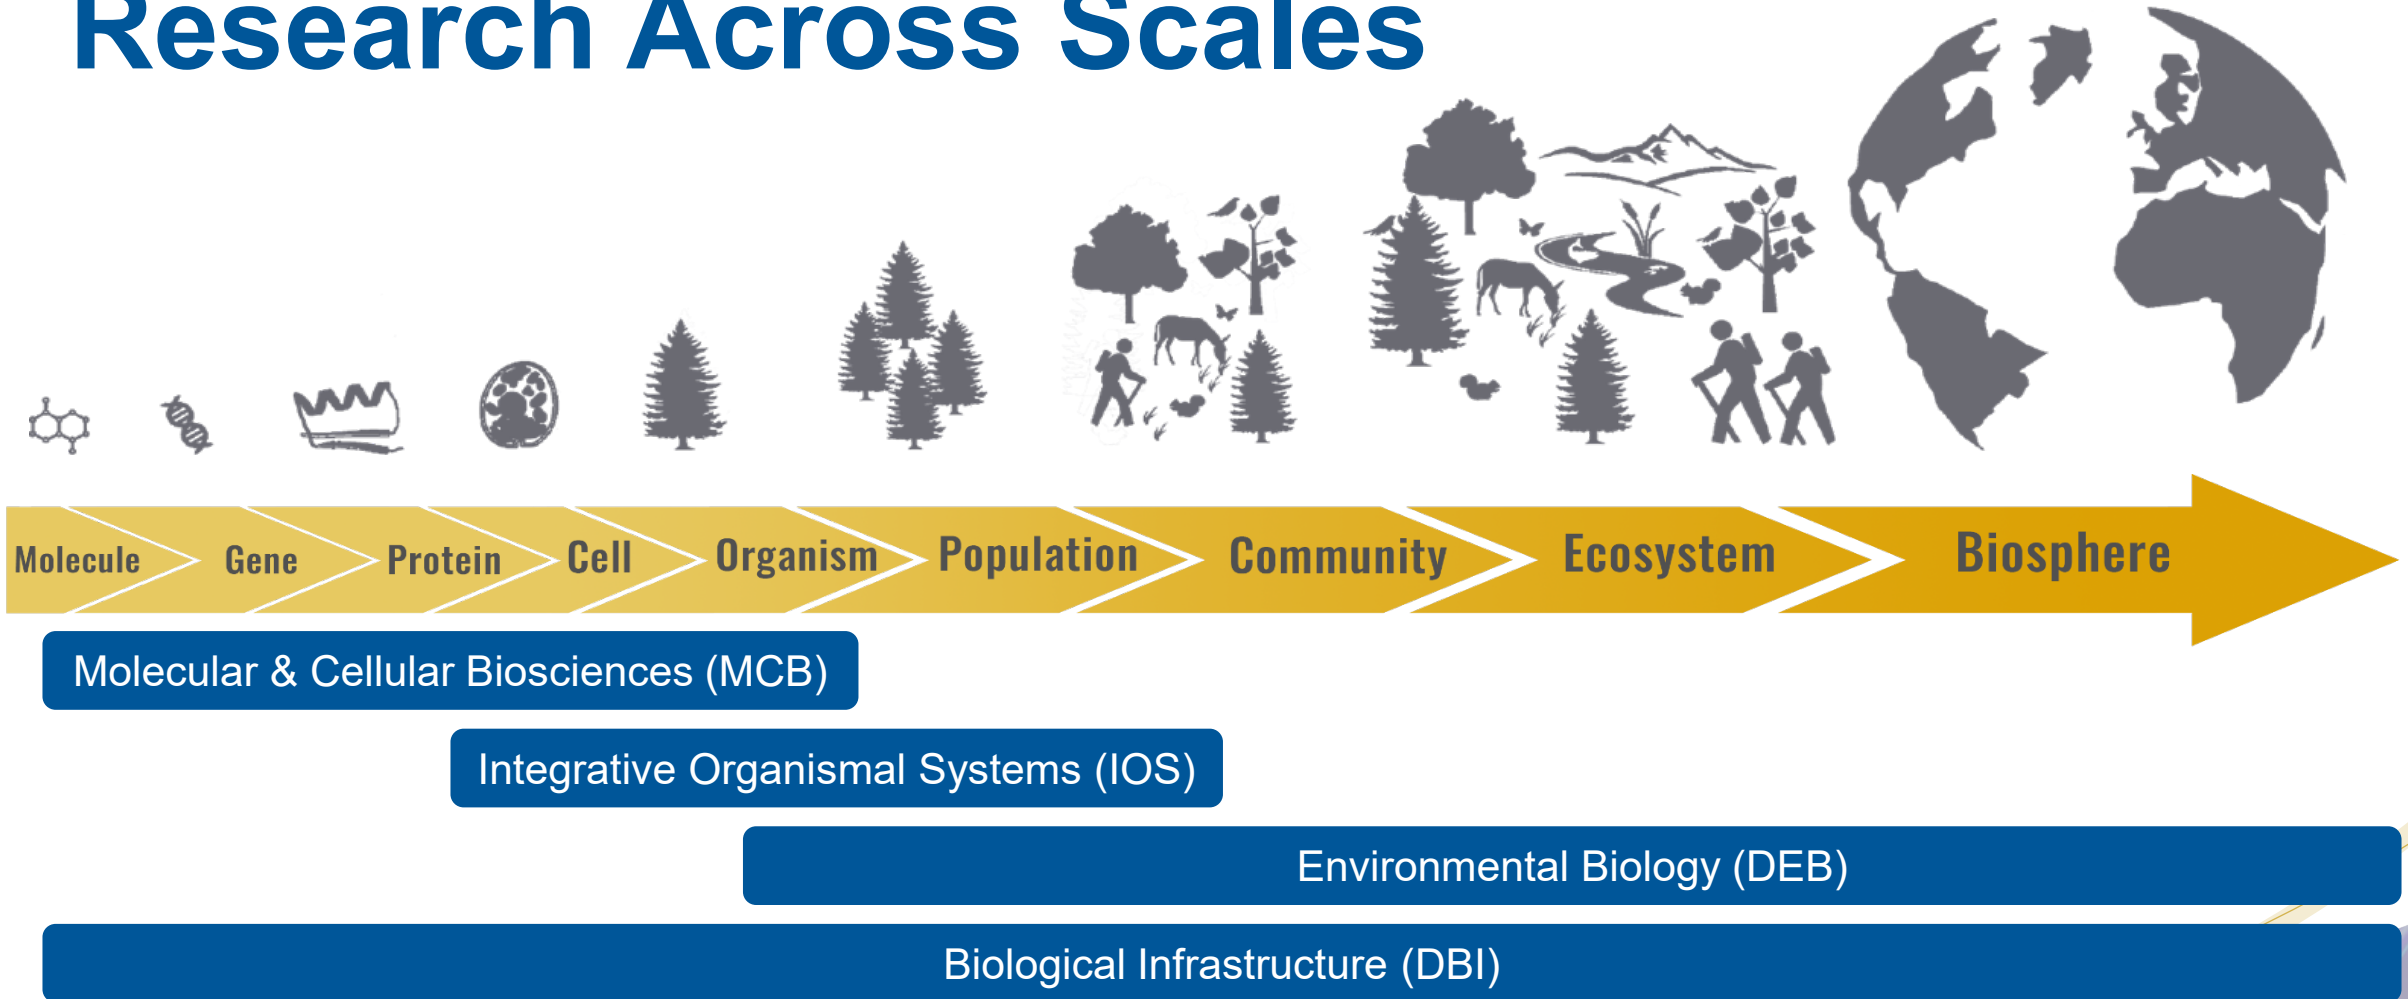 Research Across Scales
Molecule Gene Protein Cell Organism Population Community Ecosystem Biosphere
Molecular & Cellular Biosciences (MCB)
Integrative Organismal Systems (IOS)
Environmental Biology (DEB)
Biological Infrastructure (DBI)